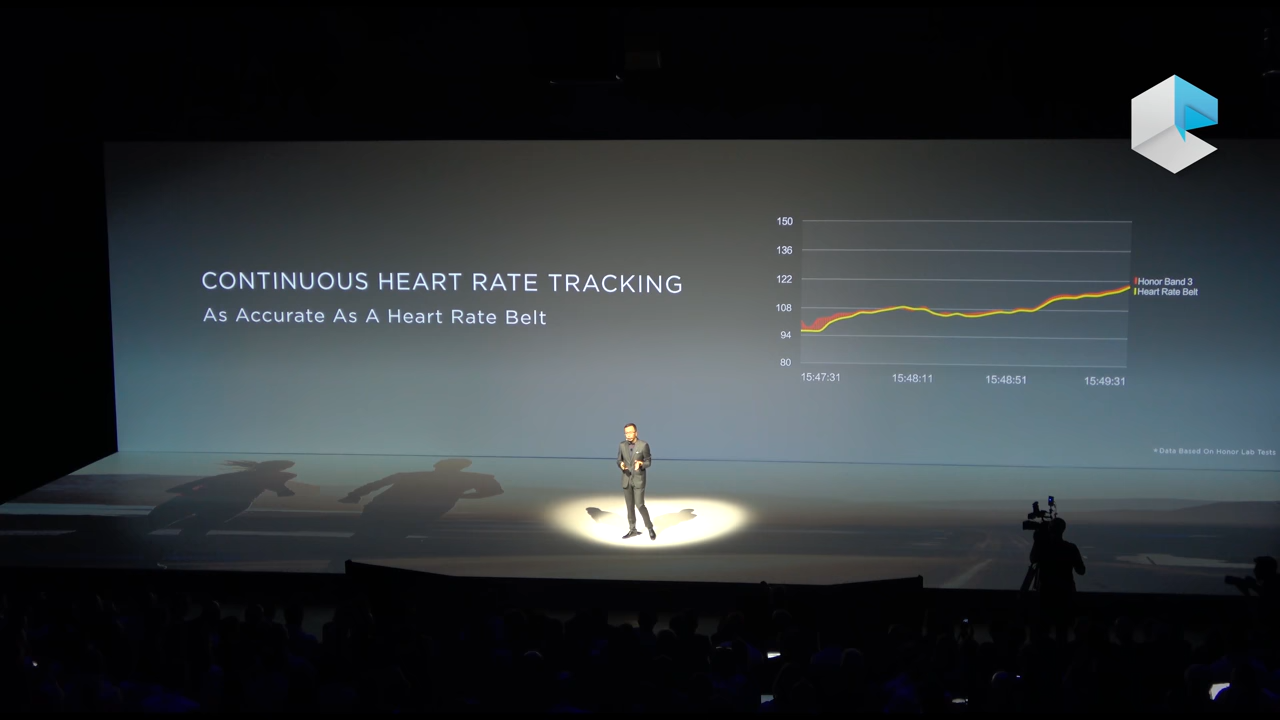 CONTINUOUS HEART RATE TRACKING
As Accurate As A Heart Rate Belt
150
136
122
108
94
80
15:47:31
15:48:11
15:48:51
15:49:31
Honor Band 3
Heart Rate Belt
*Data Based On Honor Lab Tests